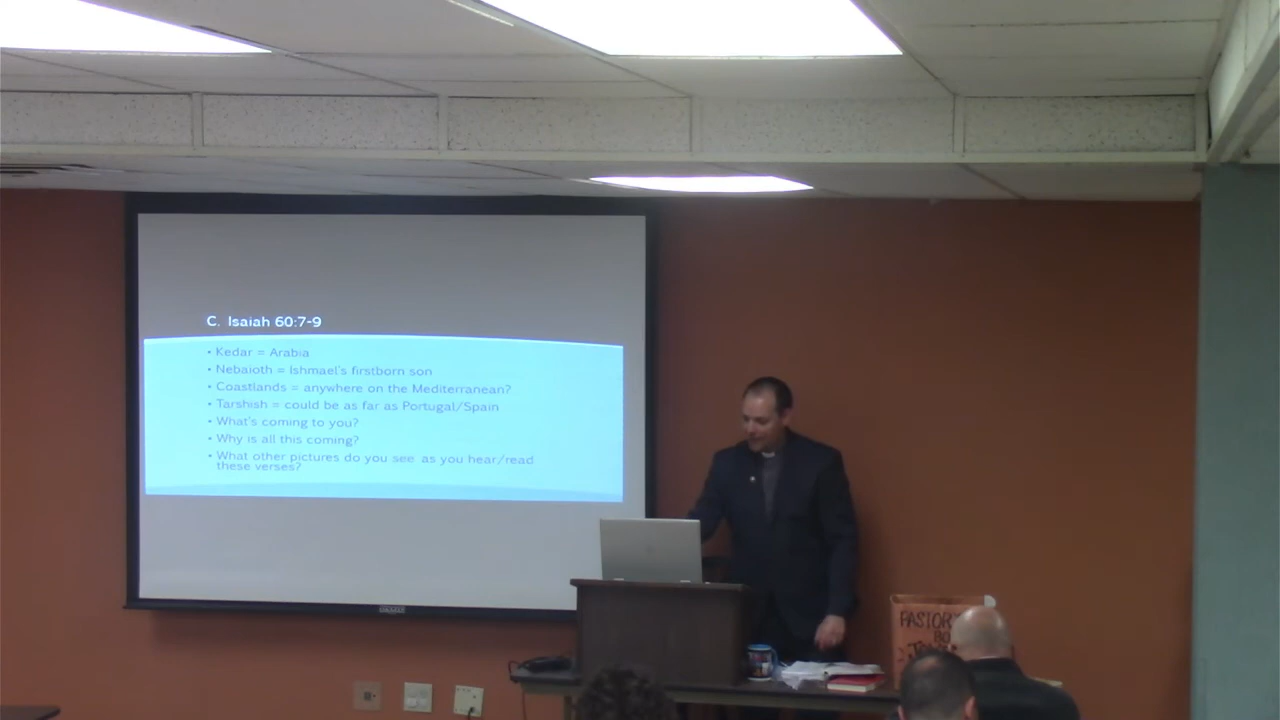 C. Isaiah 60:7-9
• Kedar = Arabia
• Nebaioth = Ishmael's firstborn son
• Coastlands = anywhere on the Mediterranean?
• Tarshish = could be as far as Portugal/Spain
• What's coming to you?
• Why is all this coming?
• What other pictures do you see as you hear/read
these verses?
PASTOR